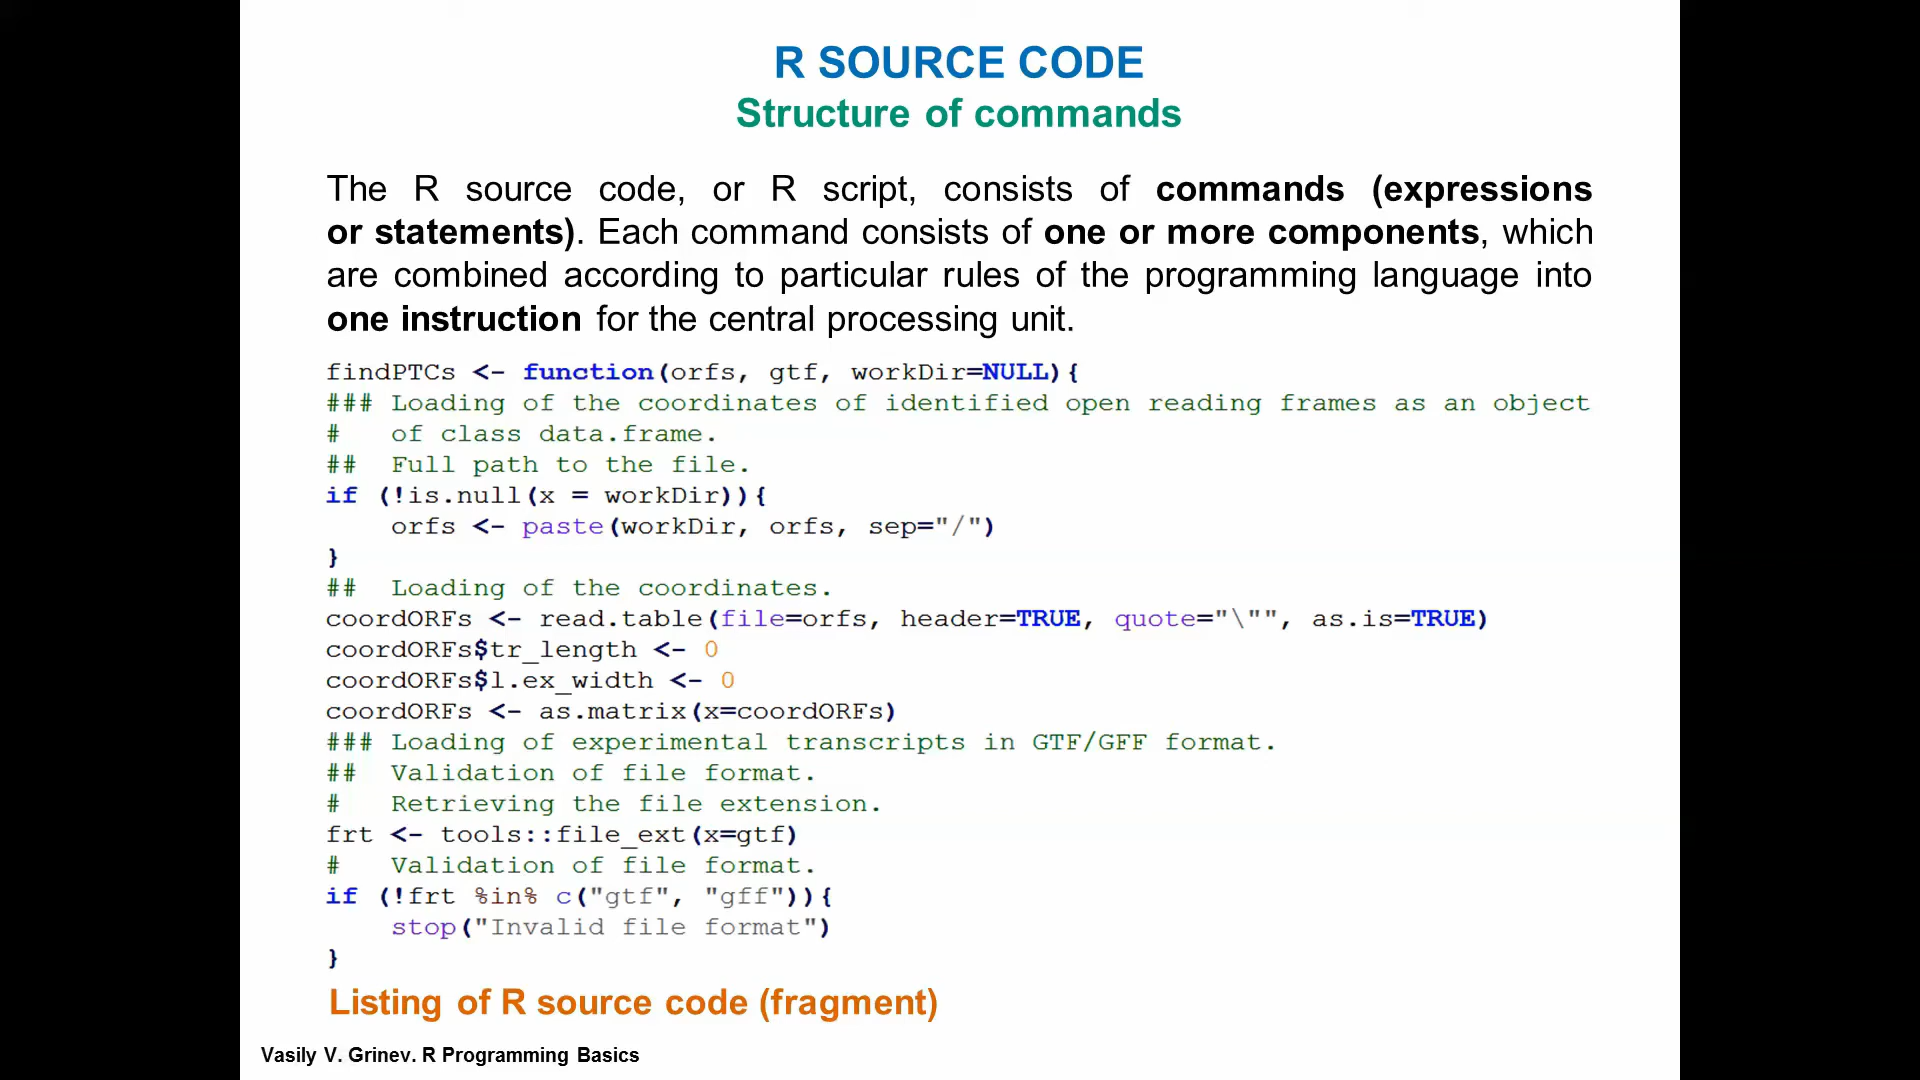 R SOURCE CODE
Structure of commands
The R source code, or R script, consists of commands (expressions
or statements). Each command consists of one or more components, which
are combined according to particular rules of the programming language into
one instruction for the central processing unit.
findPTCs <- function(orfs, gtf, workDir=NULL){
### Loading of the coordinates of identified open reading frames as an object
#   of class data.frame.
##  Full path to the file.
if (!is.null(x = workDir)){
    orfs <- paste(workDir, orfs, sep="/")
}
##  Loading of the coordinates.
coordORFs <- read.table(file=orfs, header=TRUE, quote="\"", as.is=TRUE)
coordORFs$tr_length <- 0
coordORFs$l.ex_width <- 0
coordORFs <- as.matrix(x=coordORFs)
### Loading of experimental transcripts in GTF/GFF format.
##  Validation of file format.
#   Retrieving the file extension.
frt <- tools::file_ext(x=gtf)
#   Validation of file format.
if (!frt %in% c("gtf", "gff")){
    stop("Invalid file format")
}
Listing of R source code (fragment)
Vasily V. Grinev. R Programming Basics